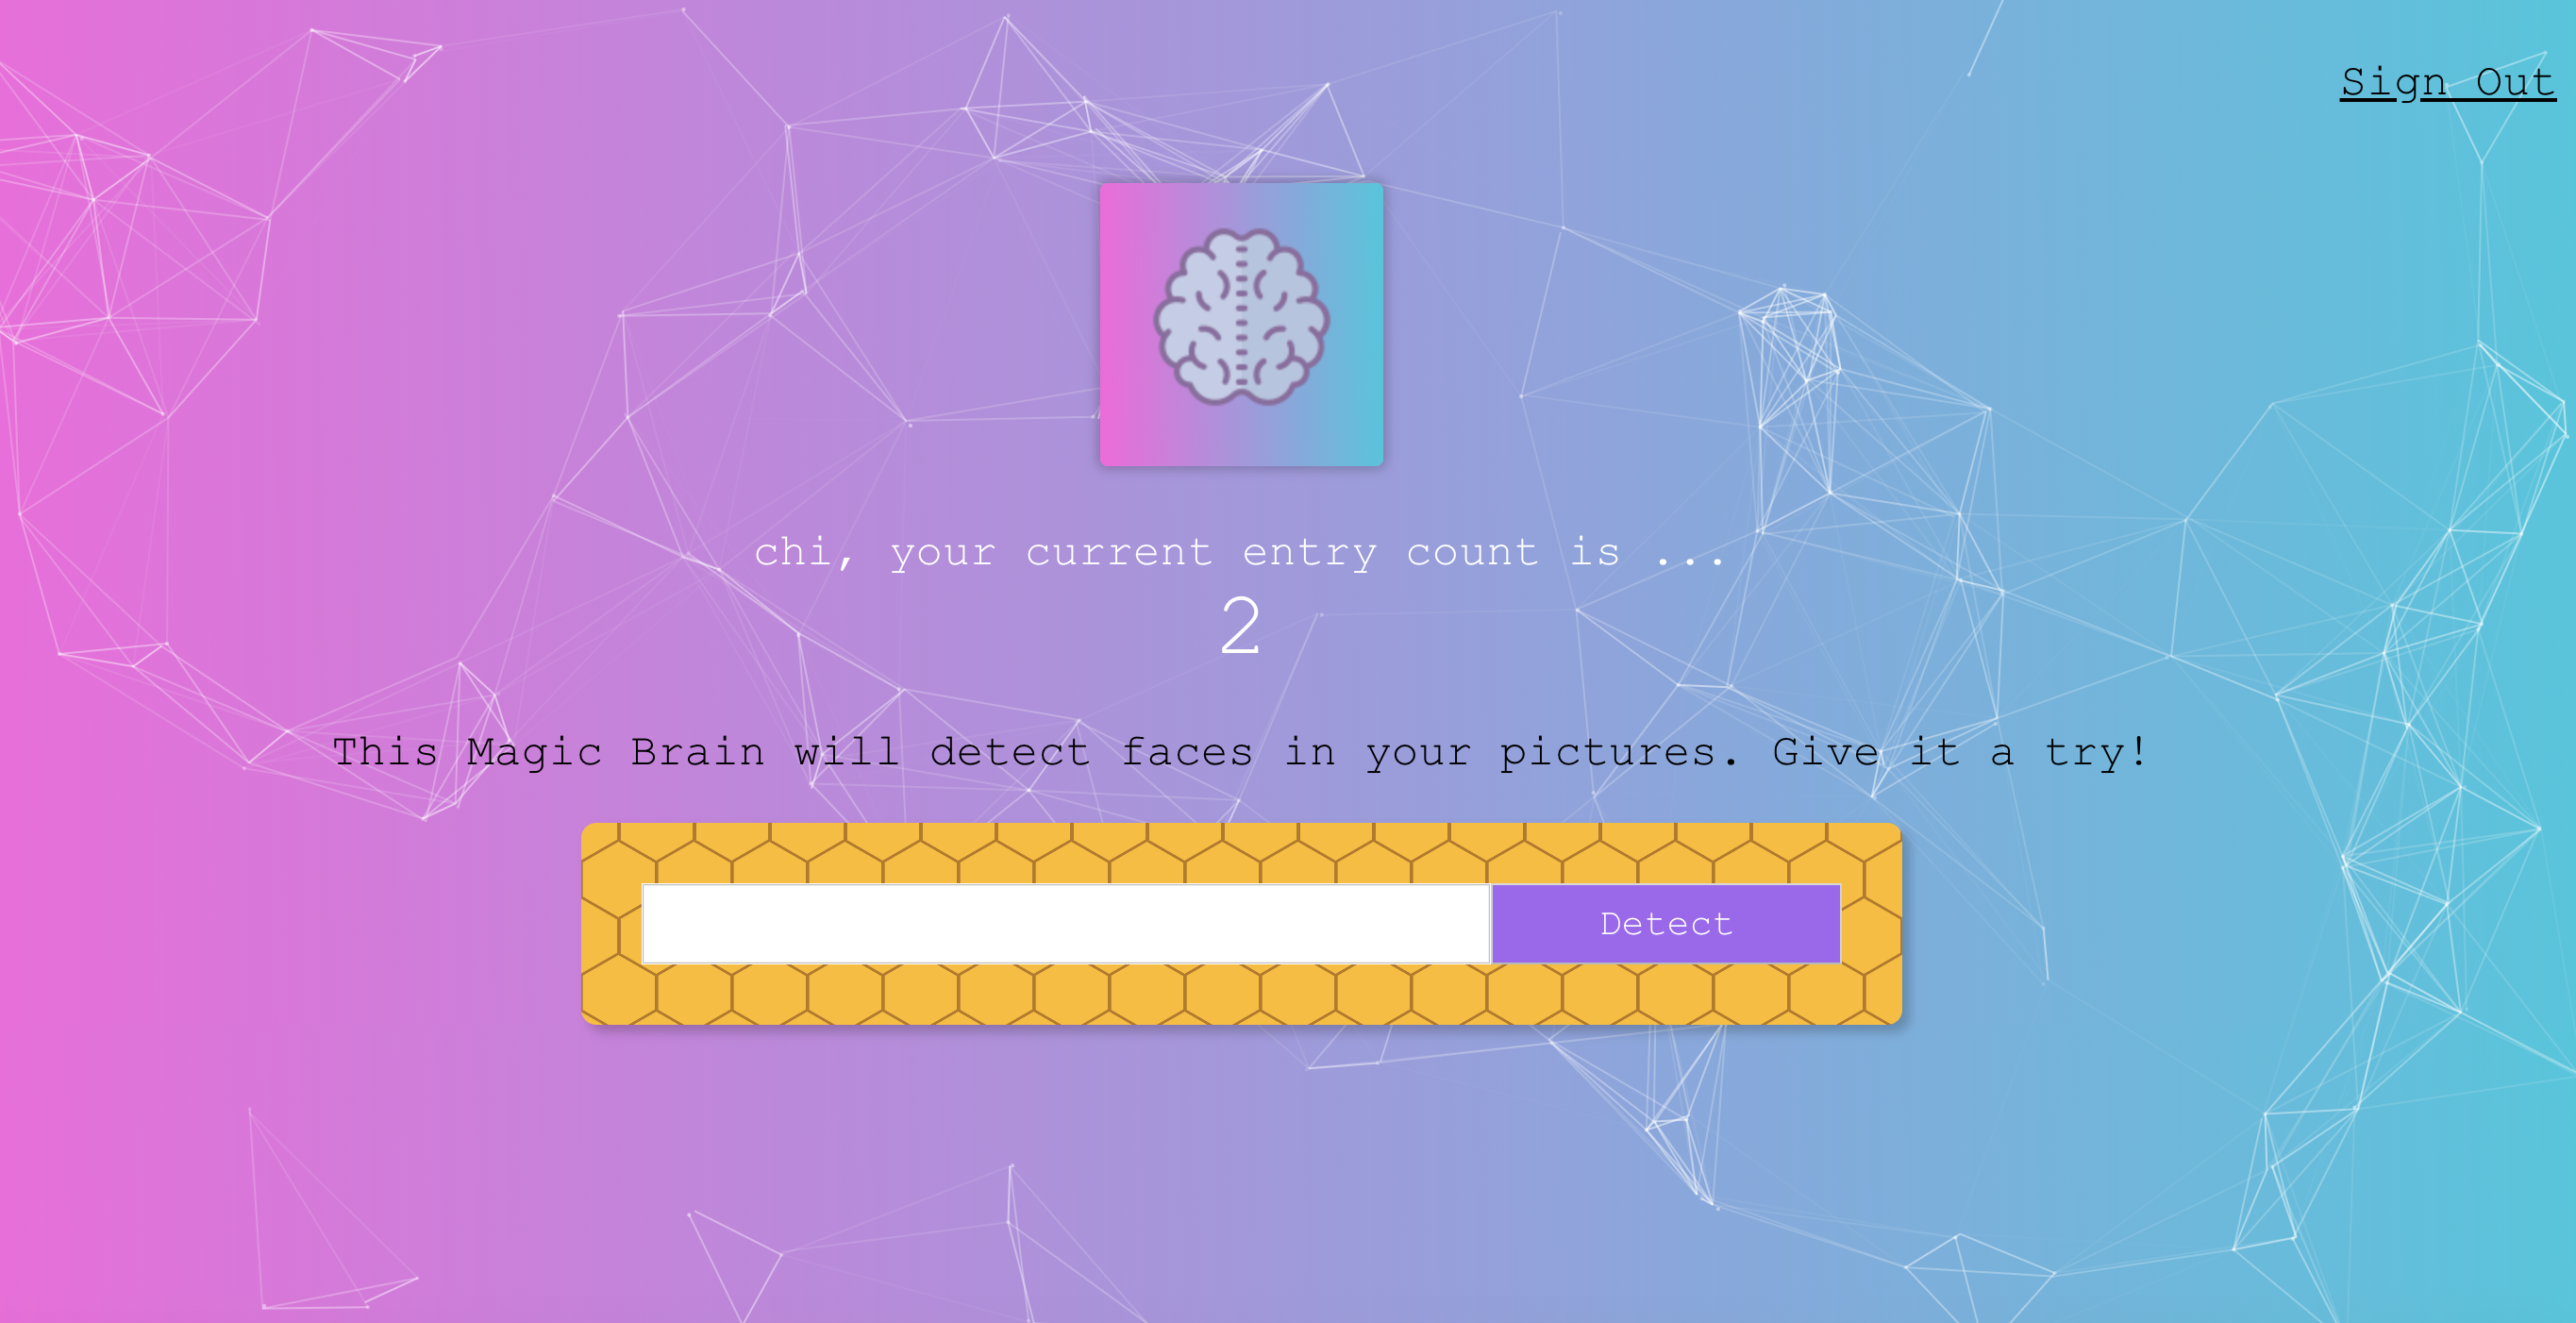 Sign Out
chi, your current entry count is ...
2
This Magic Brain will detect faces in your pictures. Give it a try!
Detect